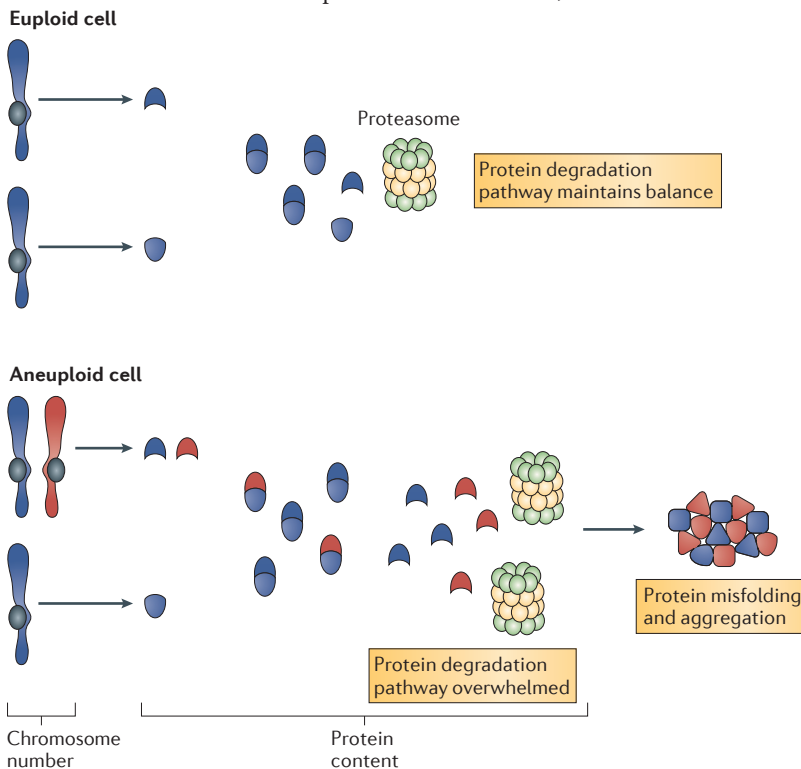 Euploid cell
Proteasome
Protein degradation
pathway maintains balance
Aneuploid cell
Protein misfolding
and aggregation
Protein degradation
pathway overwhelmed
Chromosome
number
Protein
content